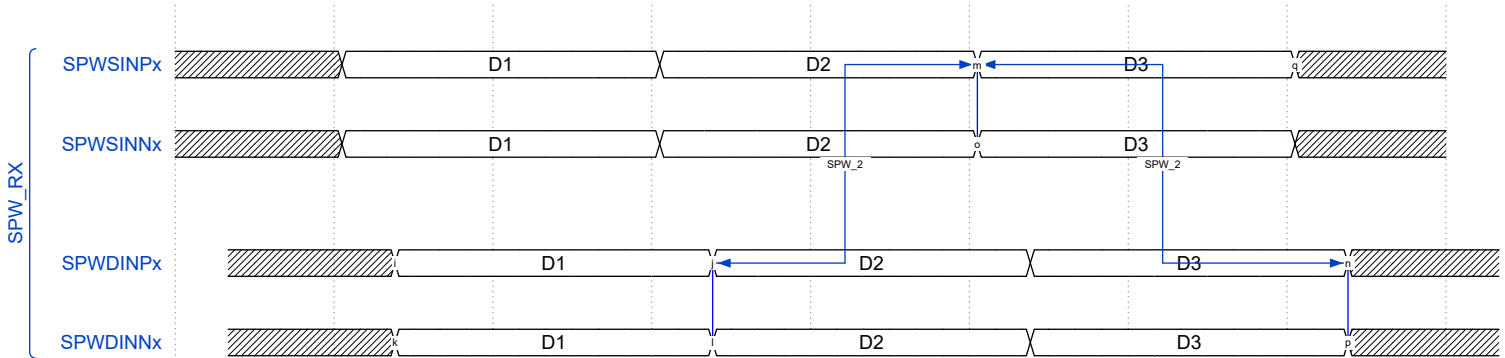 SPW_RX
SPWSINPx D1 D2 m D3 q
SPWSINNx D1 D2 o D3
SPW_2 SPW_2
SPWDINPx i D1 j D2 D3 n
SPWDINNx k D1 l D2 D3 p